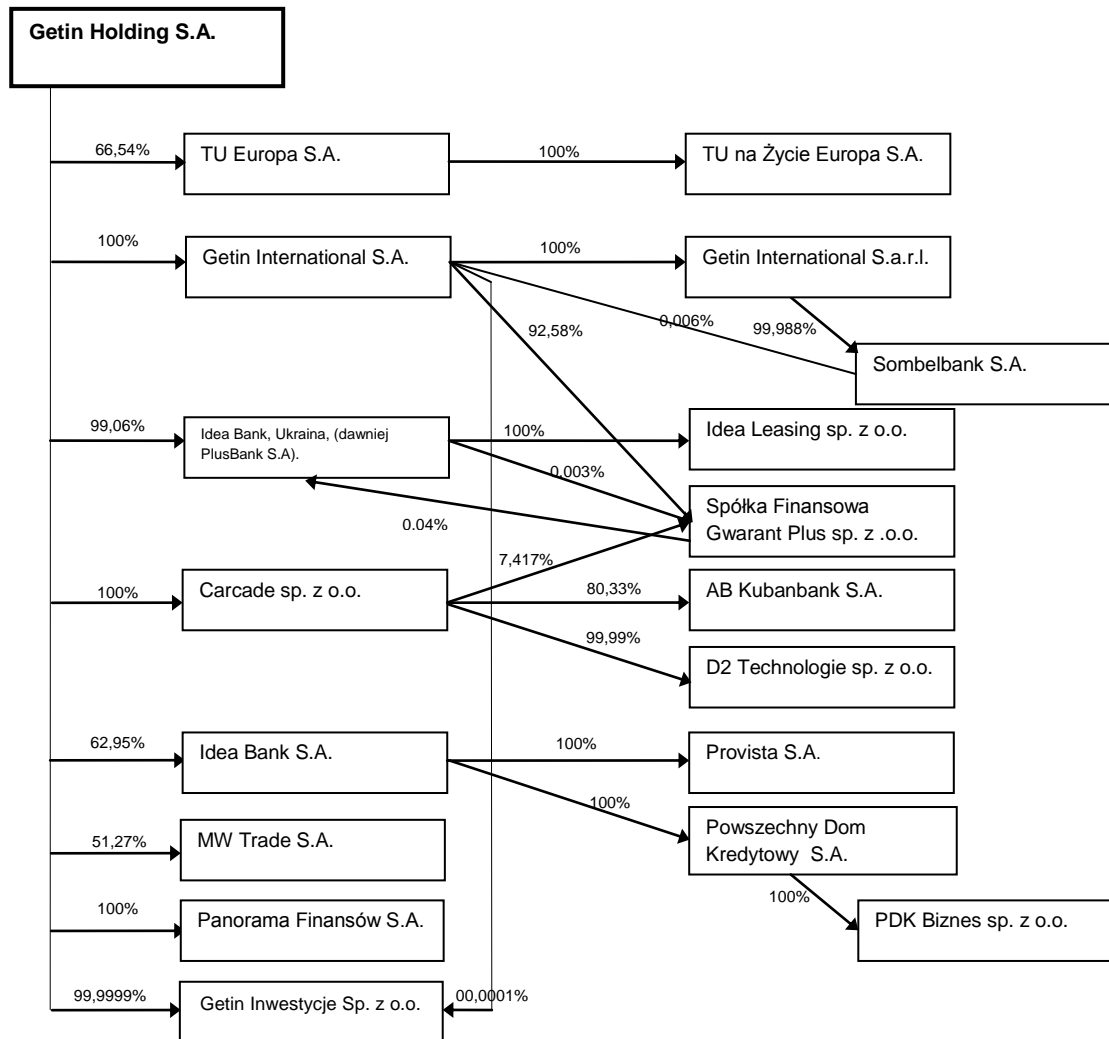 Getin Holding S.A.
66,54%
TU Europa S.A.
100%
TU na Życie Europa S.A.
100%
Getin International S.A.
100%
Getin International S.a.r.l.
0,006%
99,988%
92,58%
Sombelbank S.A.
99,06%
Idea Bank, Ukraina, (dawniej
PlusBank S.A).
100%
Idea Leasing sp. z o.o.
0,003%
0.04%
Spółka Finansowa
Gwarant Plus sp. z .o.o.
7,417%
100%
Carcade sp. z o.o.
80,33%
AB Kubanbank S.A.
99,99%
D2 Technologie sp. z o.o.
62,95%
Idea Bank S.A.
100%
Provista S.A.
100%
Powszechny Dom
Kredytowy S.A.
51,27%
MW Trade S.A.
100%
PDK Biznes sp. z o.o.
100%
Panorama Finansów S.A.
99,9999%
Getin Inwestycje Sp. z o.o.
00,0001%